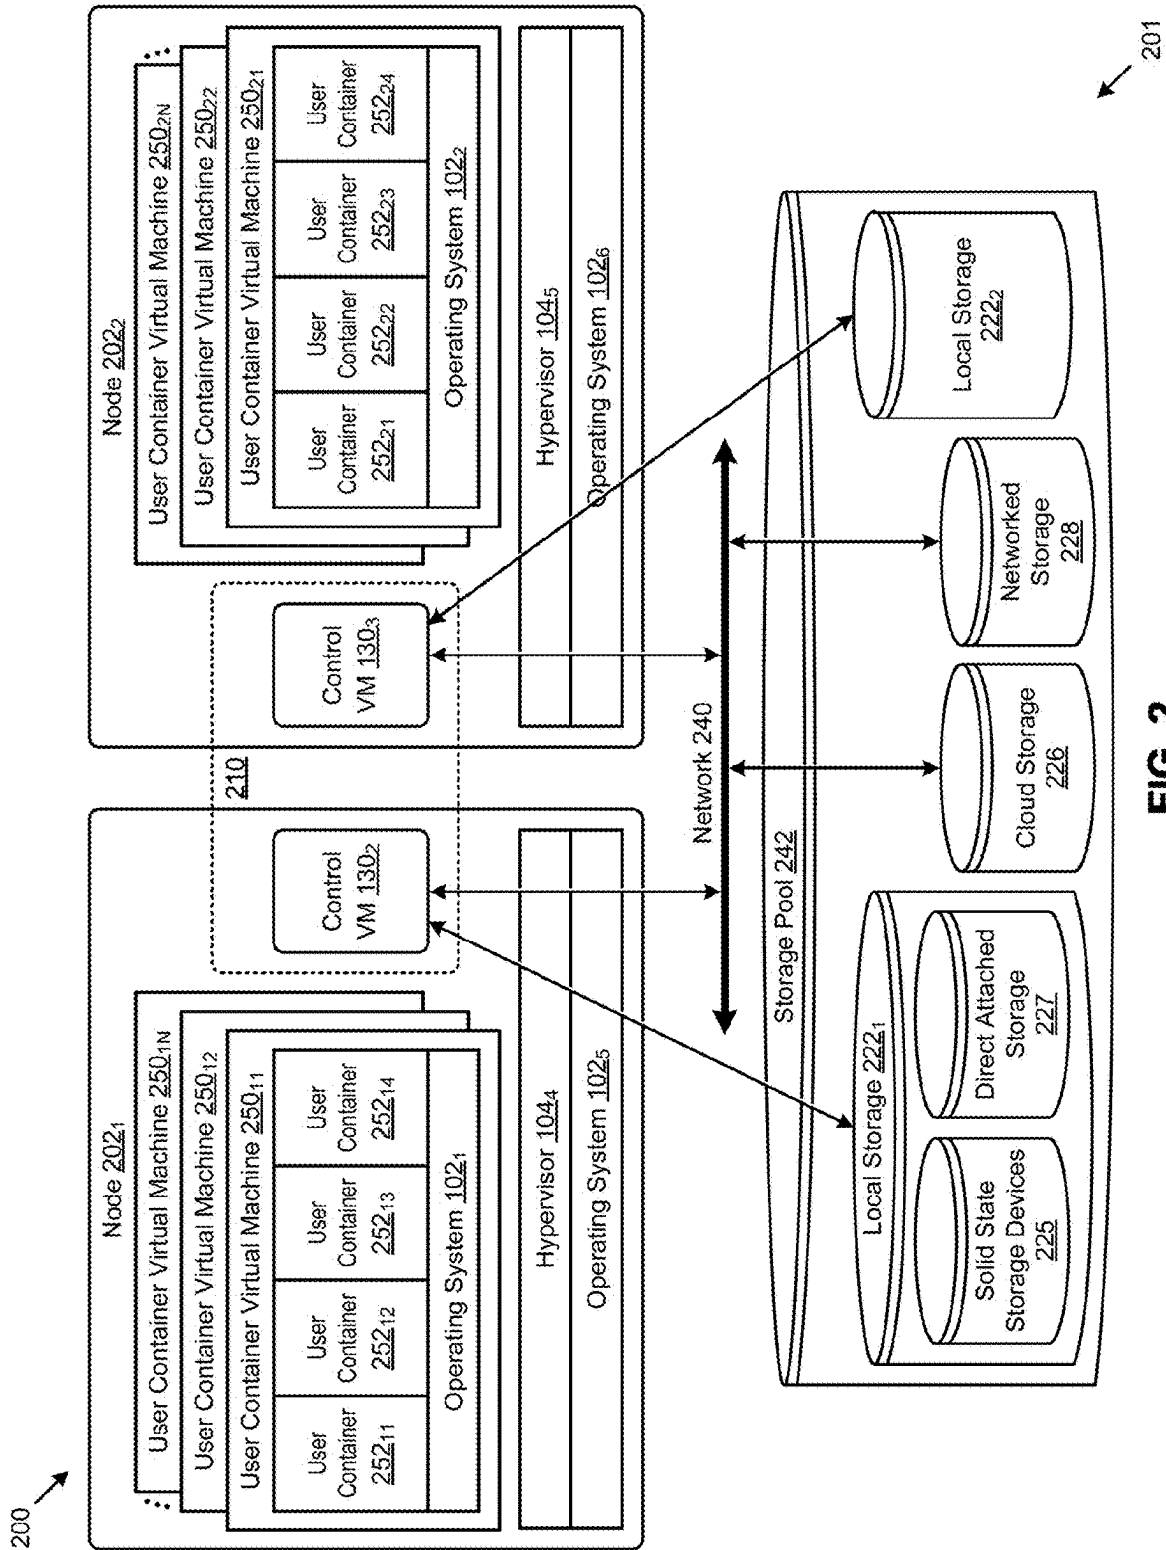 200
Node 202₁
User Container Virtual Machine 250₁N
User Container Virtual Machine 250₁₂
User Container Virtual Machine 250₁₁
User
Container
252₁₁
User
Container
252₁₂
User
Container
252₁₃
User
Container
252₁₄
Operating System 102₁
Control
VM 130₂
Hypervisor 104₄
Operating System 102₅
210
Node 202₂
User Container Virtual Machine 250₂N
User Container Virtual Machine 250₂₂
User Container Virtual Machine 250₂₁
User
Container
252₂₁
User
Container
252₂₂
User
Container
252₂₃
User
Container
252₂₄
Operating System 102₂
Control
VM 130₃
Hypervisor 104₅
Operating System 102₆
Network 240
Storage Pool 242
Local Storage 222₁
Solid State
Storage Devices
225
Direct Attached
Storage
227
Cloud Storage
226
Networked
Storage
228
Local Storage
222₂
201
FIG. 2